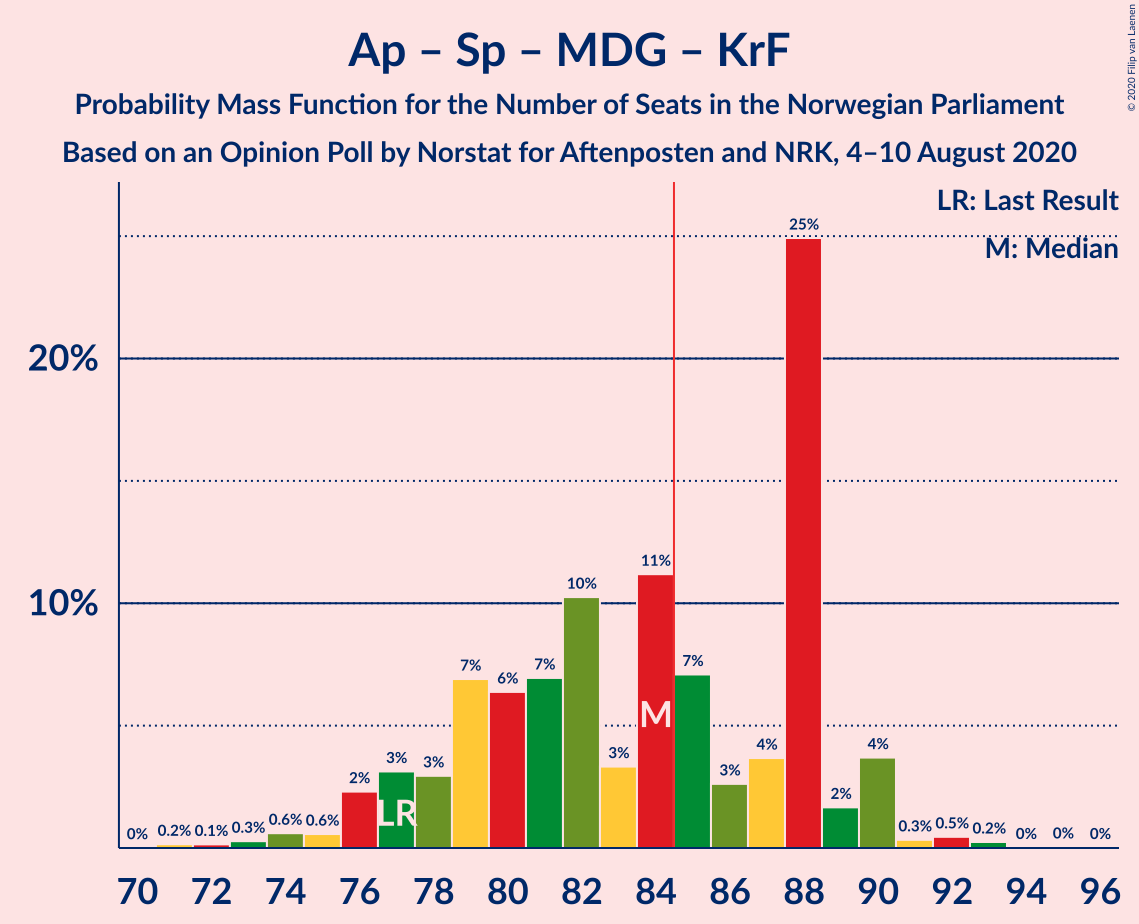 Ap – Sp – MDG – KrF
Probability Mass Function for the Number of Seats in the Norwegian Parliament
Based on an Opinion Poll by Norstat for Aftenposten and NRK, 4–10 August 2020
© 2020 Filip van Laenen
LR: Last Result
M: Median
20%
10%
0% 0.2% 0.1% 0.3% 0.6% 0.6% 2% 3% 3% 7% 6% 7% 10% 3% 11% 7% 3% 4% 25% 2% 4% 0.3% 0.5% 0.2% 0% 0% 0%
LR
M
70 72 74 76 78 80 82 84 86 88 90 92 94 96